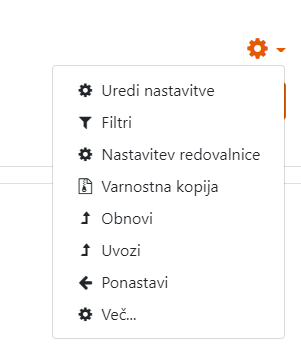 Uredi nastavitve
Filtri
Nastavitev redovalnice
Varnostna kopija
Obnovi
Uvozi
Ponastavi
Več...